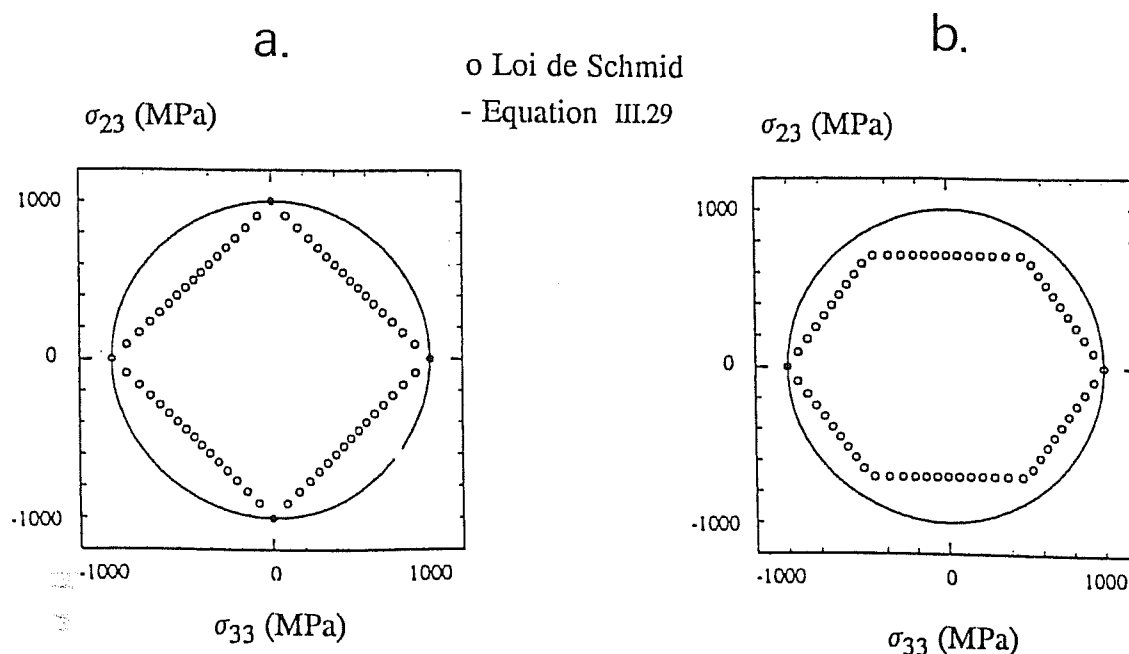 a.
b.
o Loi de Schmid
- Equation III.29
σ23 (MPa)
1000
0
-1000
-1000
0
1000
σ33 (MPa)
σ23 (MPa)
1000
0
-1000
-1000
0
1000
σ33 (MPa)